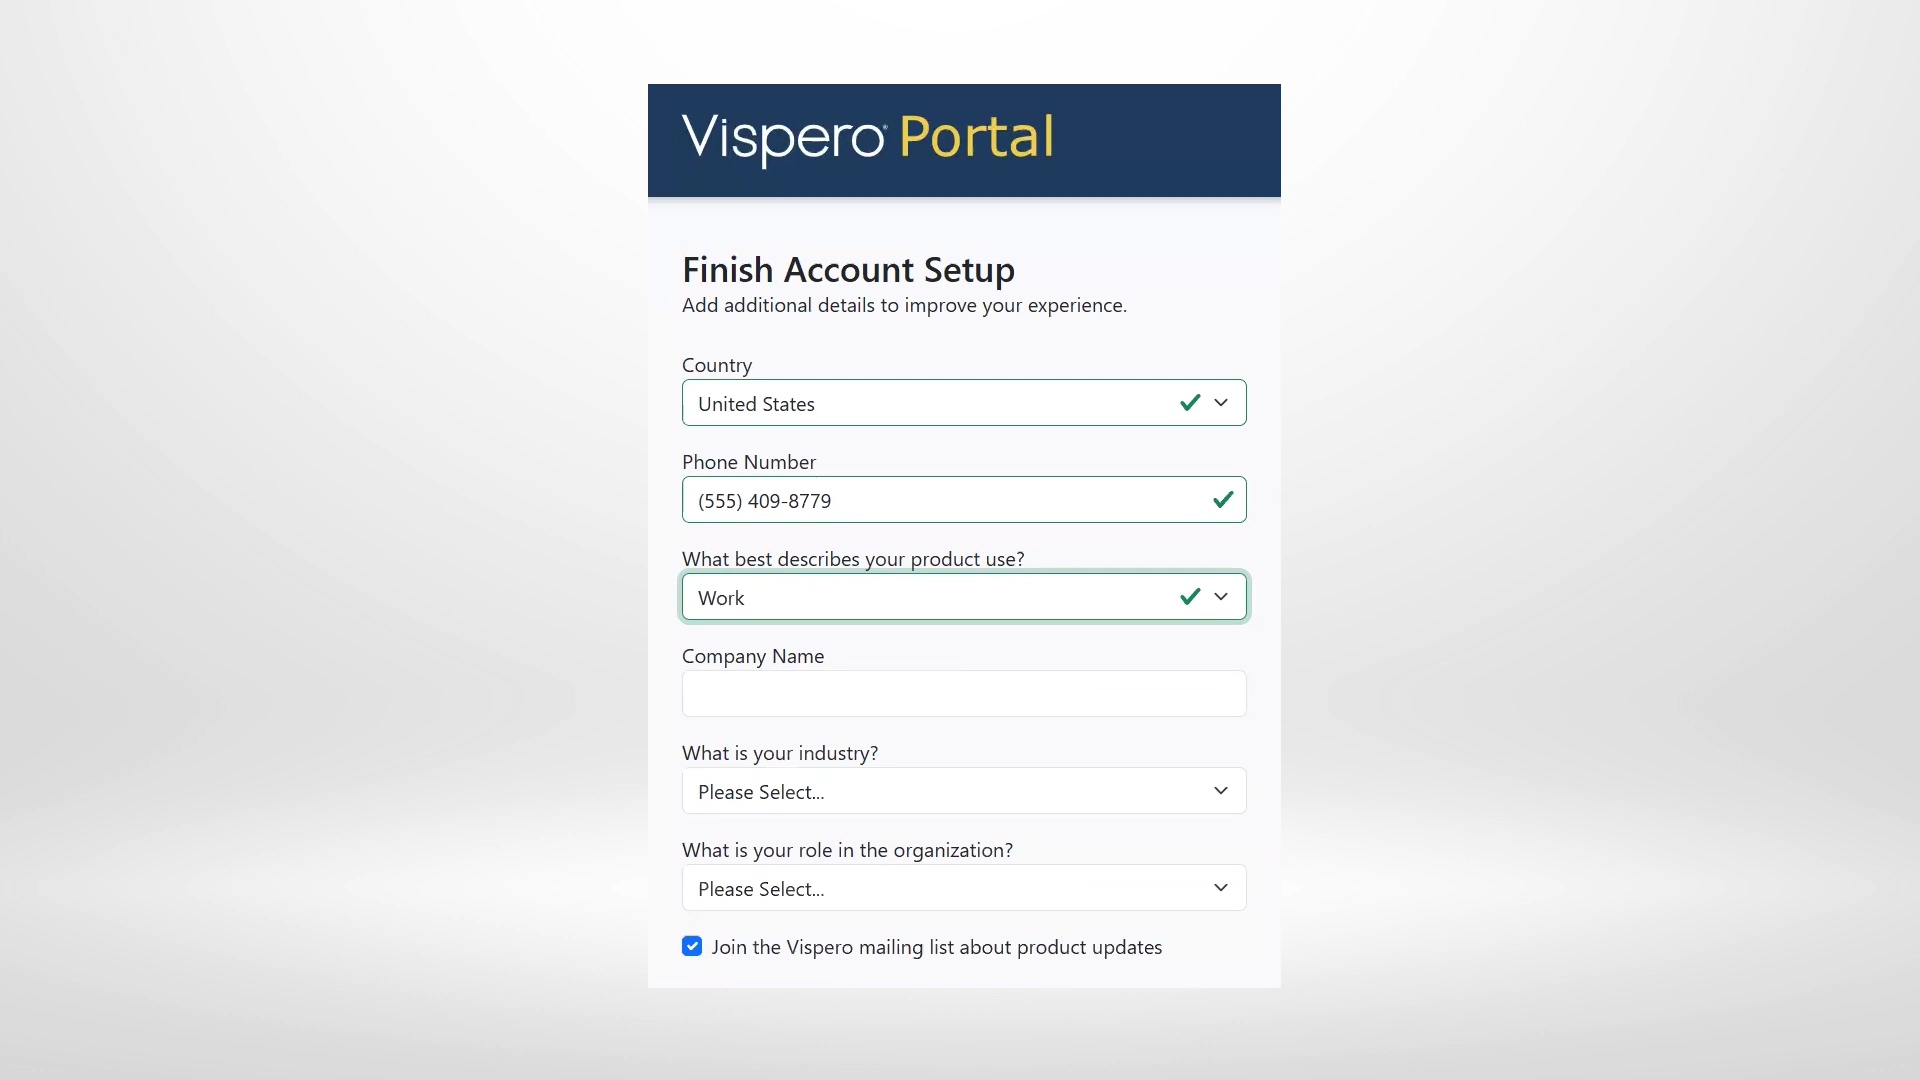 Vispero Portal
Finish Account Setup
Add additional details to improve your experience.
Country
United States
Phone Number
(555) 409-8779
What best describes your product use?
Work
Company Name
What is your industry?
Please Select...
What is your role in the organization?
Please Select...
Join the Vispero mailing list about product updates